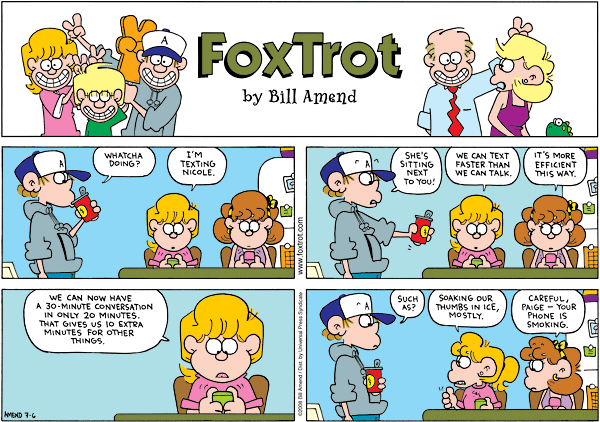 FoxTrot
by Bill Amend
A
WHATCHA
DOING?
I'M
TEXTING
NICOLE.
A
SHE'S
SITTING
NEXT
TO YOU!
WE CAN TEXT
FASTER THAN
WE CAN TALK.
IT'S MORE
EFFICIENT
THIS WAY.
A
www.foxtrot.com
WE CAN NOW HAVE
A 30-MINUTE CONVERSATION
IN ONLY 20 MINUTES.
THAT GIVES US 10 EXTRA
MINUTES FOR OTHER
THINGS.
AMEND 7-6
©2008 Bill Amend / Dist. by Universal Press Syndicate
SUCH
AS?
SOAKING OUR
THUMBS IN ICE,
MOSTLY.
CAREFUL,
PAIGE — YOUR
PHONE IS
SMOKING.
A